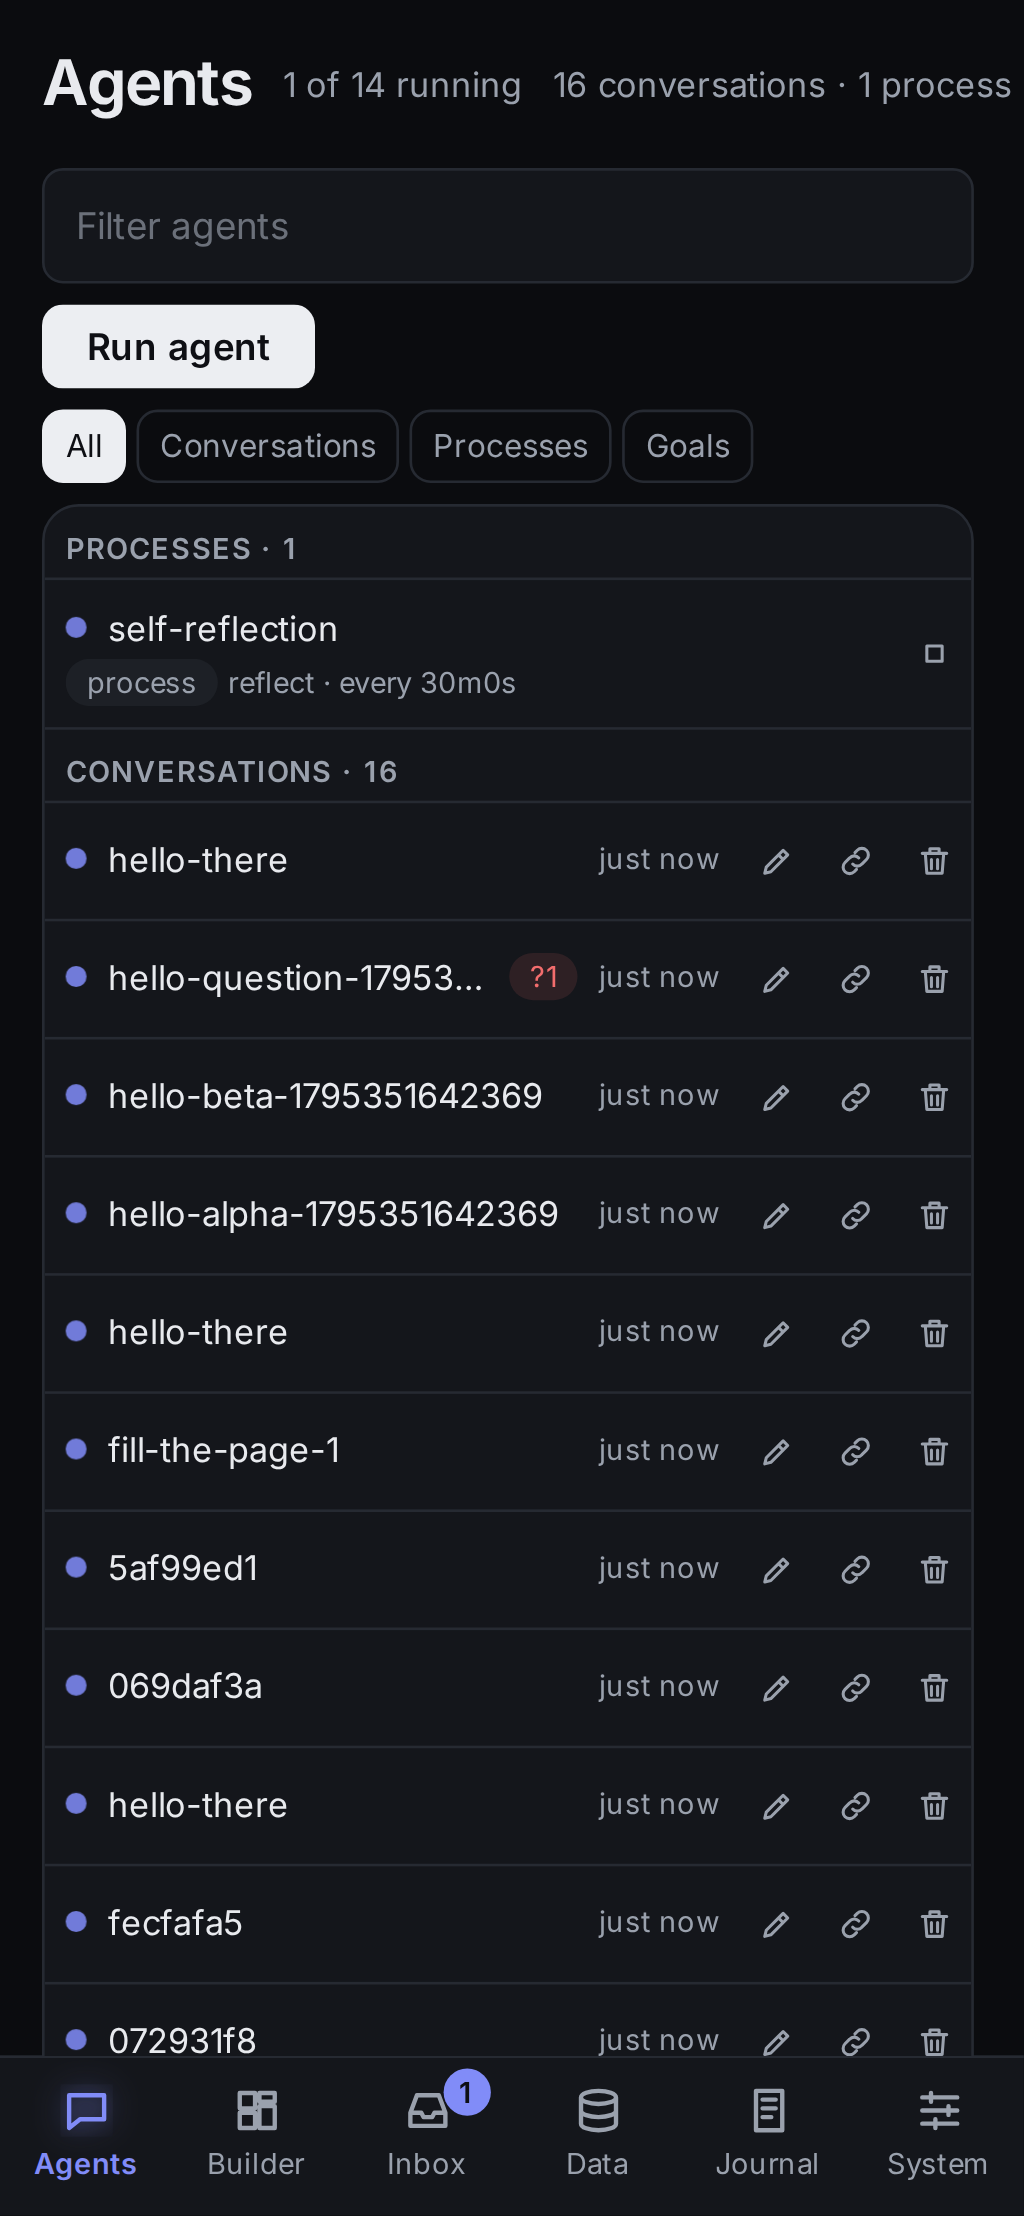 Agents 1 of 14 running 16 conversations · 1 process
Filter agents
Run agent
All Conversations Processes Goals
PROCESSES · 1
self-reflection
process reflect · every 30m0s
CONVERSATIONS · 16
hello-there just now
hello-question-17953... ?1 just now
hello-beta-1795351642369 just now
hello-alpha-1795351642369 just now
hello-there just now
fill-the-page-1 just now
5af99ed1 just now
069daf3a just now
hello-there just now
fecfafa5 just now
072931f8 just now
1
Agents Builder Inbox Data Journal System